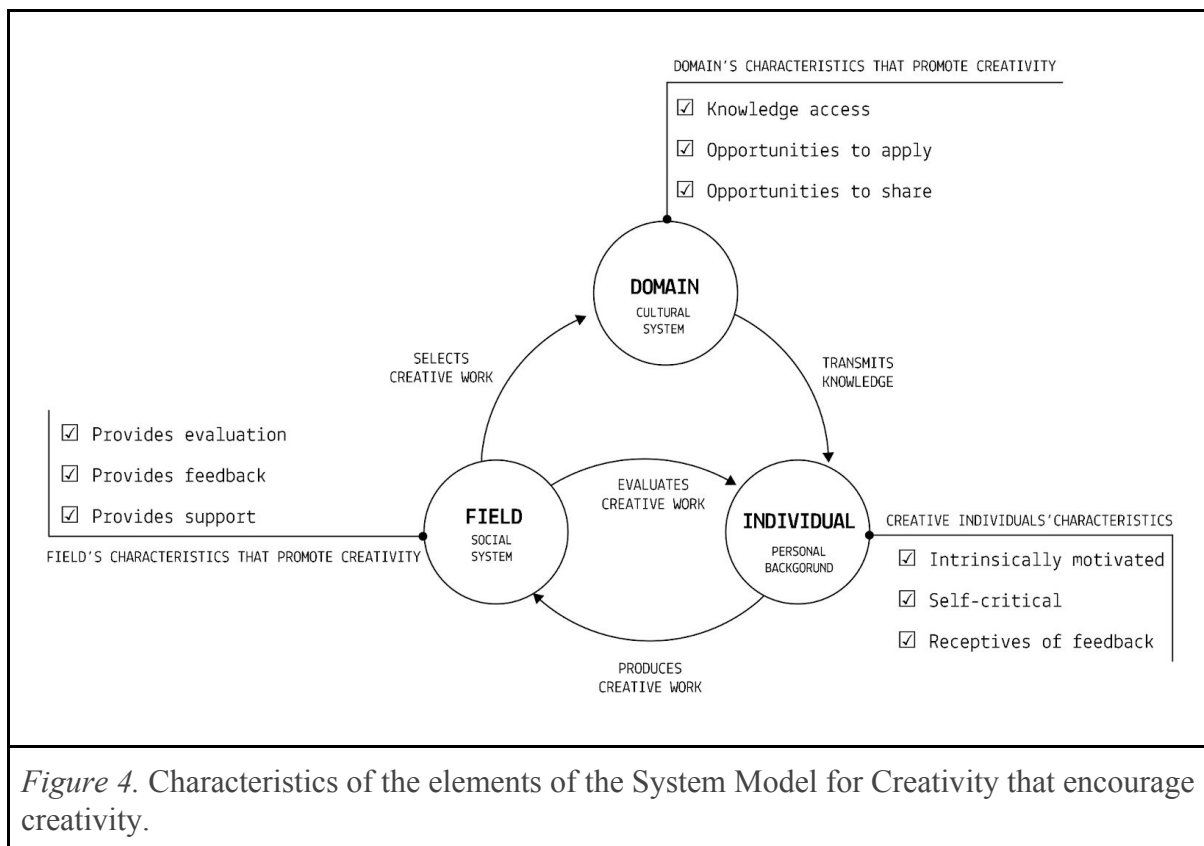 DOMAIN'S CHARACTERISTICS THAT PROMOTE CREATIVITY
☑ Knowledge access
☑ Opportunities to apply
☑ Opportunities to share
DOMAIN
CULTURAL
SYSTEM
SELECTS
CREATIVE WORK
TRANSMITS
KNOWLEDGE
☑ Provides evaluation
☑ Provides feedback
☑ Provides support
FIELD'S CHARACTERISTICS THAT PROMOTE CREATIVITY
FIELD
SOCIAL
SYSTEM
EVALUATES
CREATIVE WORK
INDIVIDUAL
PERSONAL
BACKGORUND
CREATIVE INDIVIDUALS'CHARACTERISTICS
☑ Intrinsically motivated
☑ Self-critical
☑ Receptives of feedback
PRODUCES
CREATIVE WORK
Figure 4. Characteristics of the elements of the System Model for Creativity that encourage
creativity.